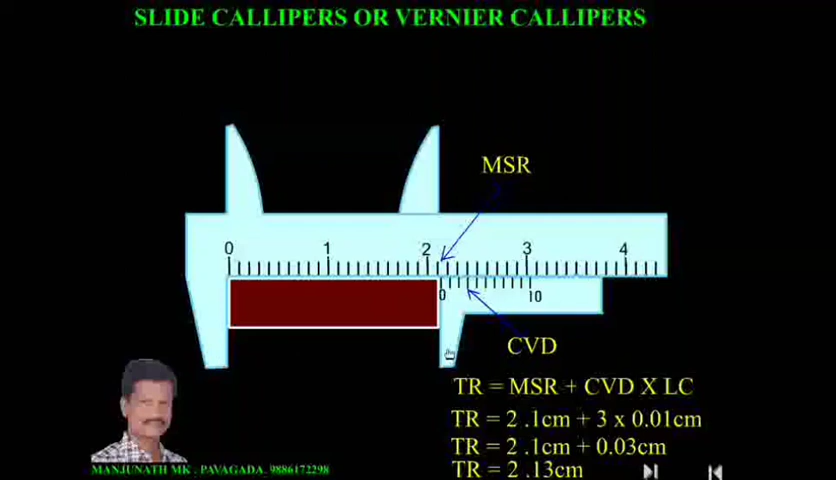 SLIDE CALLIPERS OR VERNIER CALLIPERS
MSR
0 1 2 3 4
0 10
CVD
TR = MSR + CVD X LC
TR = 2 .1cm + 3 x 0.01cm
TR = 2 .1cm + 0.03cm
TR = 2 .13cm
MANJUNATH MK . PAVAGADA 9886172298